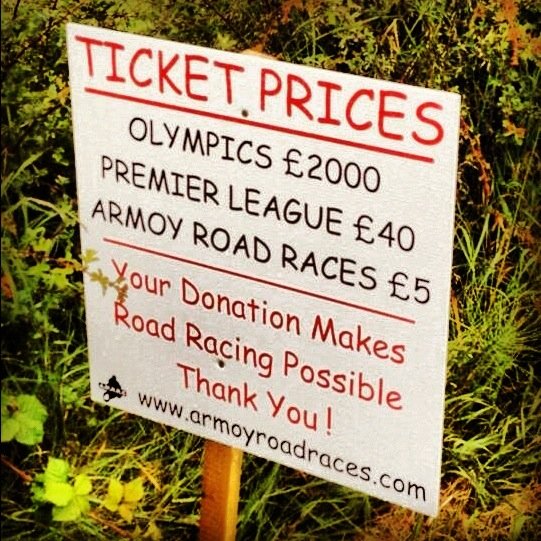 TICKET PRICES
OLYMPICS £2000
PREMIER LEAGUE £40
ARMOY ROAD RACES £5
Your Donation Makes
Road Racing Possible
Thank You!
www.armoyroadraces.com